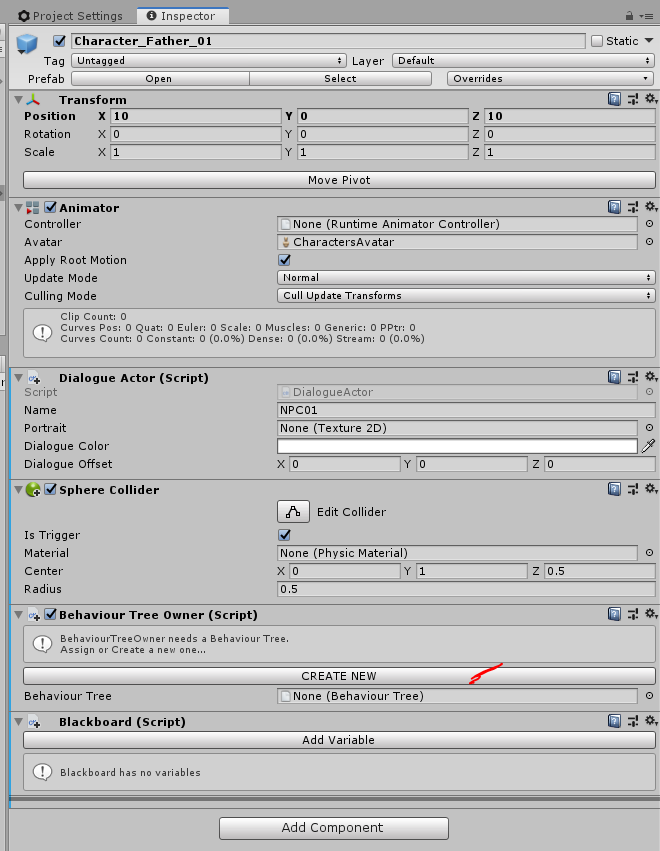 Project Settings Inspector
Character_Father_01 Static
Tag Untagged Layer Default
Prefab Open Select Overrides
Transform
Position X 10 Y 0 Z 10
Rotation X 0 Y 0 Z 0
Scale X 1 Y 1 Z 1
Move Pivot
Animator
Controller None (Runtime Animator Controller)
Avatar CharactersAvatar
Apply Root Motion
Update Mode Normal
Culling Mode Cull Update Transforms
Clip Count: 0
Curves Pos: 0 Quat: 0 Euler: 0 Scale: 0 Muscles: 0 Generic: 0 PPtr: 0
Curves Count: 0 Constant: 0 (0.0%) Dense: 0 (0.0%) Stream: 0 (0.0%)
Dialogue Actor (Script)
Script DialogueActor
Name NPC01
Portrait None (Texture 2D)
Dialogue Color
Dialogue Offset X 0 Y 0 Z 0
Sphere Collider
Edit Collider
Is Trigger
Material None (Physic Material)
Center X 0 Y 1 Z 0.5
Radius 0.5
Behaviour Tree Owner (Script)
BehaviourTreeOwner needs a Behaviour Tree.
Assign or Create a new one...
CREATE NEW
Behaviour Tree None (Behaviour Tree)
Blackboard (Script)
Add Variable
Blackboard has no variables
Add Component